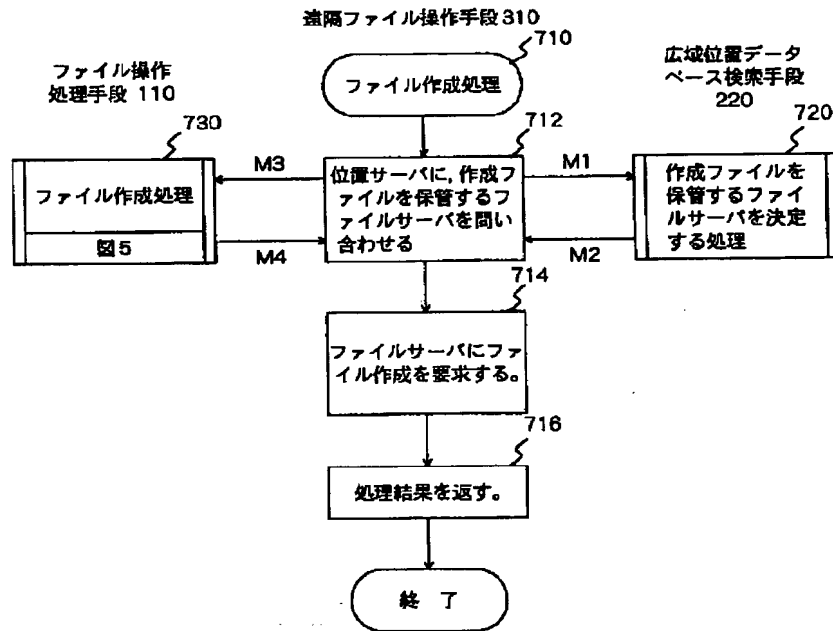 遠隔ファイル操作手段310
710
ファイル作成処理
ファイル操作
処理手段 110
730
ファイル作成処理
図5
M3
M4
712
位置サーバに,作成フ
ァイルを保管するファ
イルサーバを問い
合わせる
M1
M2
広域位置データ
ベース検索手段
220
720
作成ファイルを
保管するファイ
ルサーバを決定
する処理
714
ファイルサーバにファ
イル作成を要求する。
716
処理結果を返す。
終 了